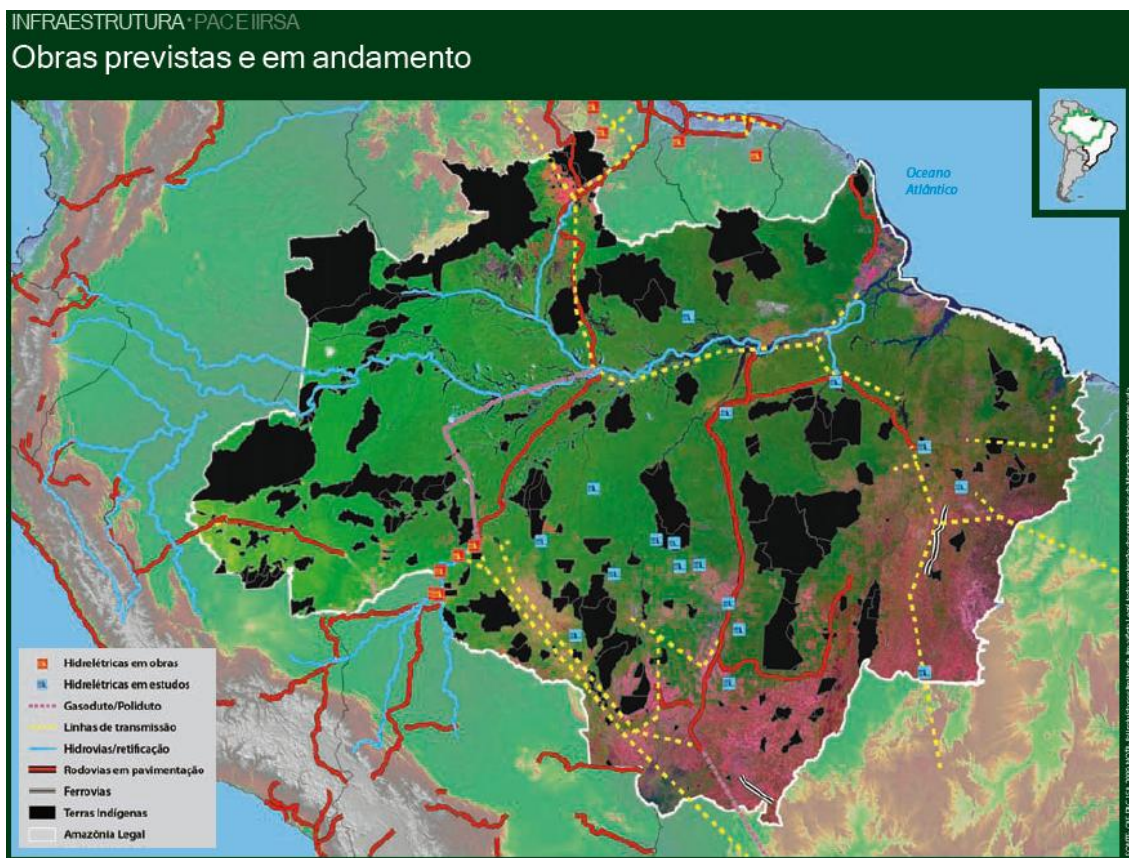 INFRAESTRUTURA · PAC E IIRSA
Obras previstas e em andamento
Oceano
Atlântico
Hidrelétricas em obras
Hidrelétricas em estudos
Gasoduto/Poliduto
Linhas de transmissão
Hidrovias/retificação
Rodovias em pavimentação
Ferrovias
Terras Indígenas
Amazônia Legal